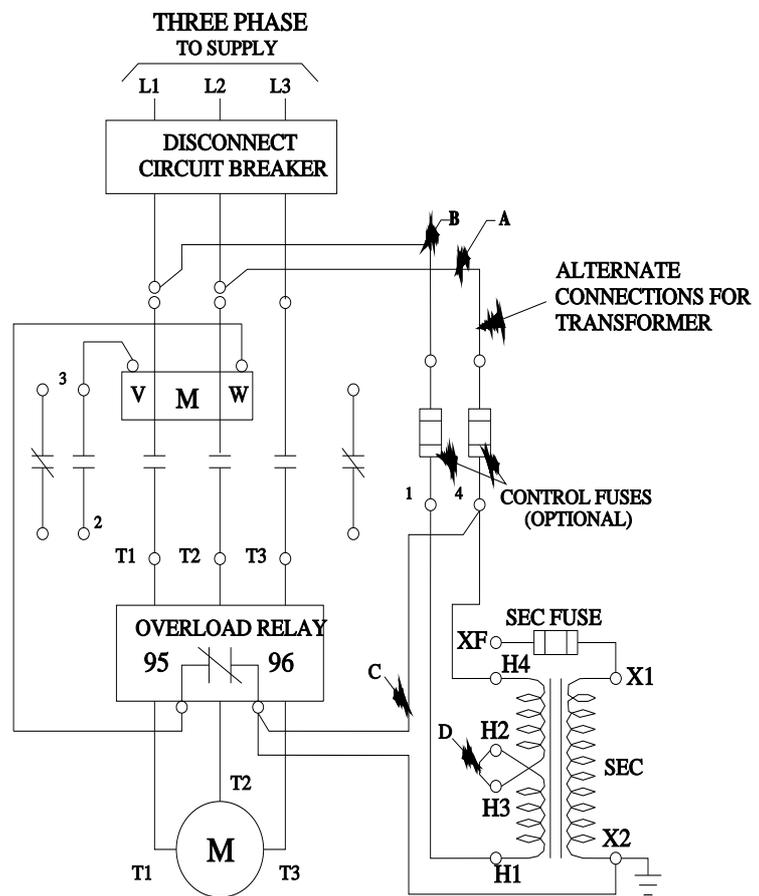 THREE PHASE
TO SUPPLY
L1 L2 L3
DISCONNECT
CIRCUIT BREAKER
B A
ALTERNATE
CONNECTIONS FOR
TRANSFORMER
3 V M W
1 4 CONTROL FUSES
(OPTIONAL)
2
T1 T2 T3
SEC FUSE
OVERLOAD RELAY
XF
95 96
H4 X1
C
D H2
SEC
T2
H3
M
X2
T1 T3
H1